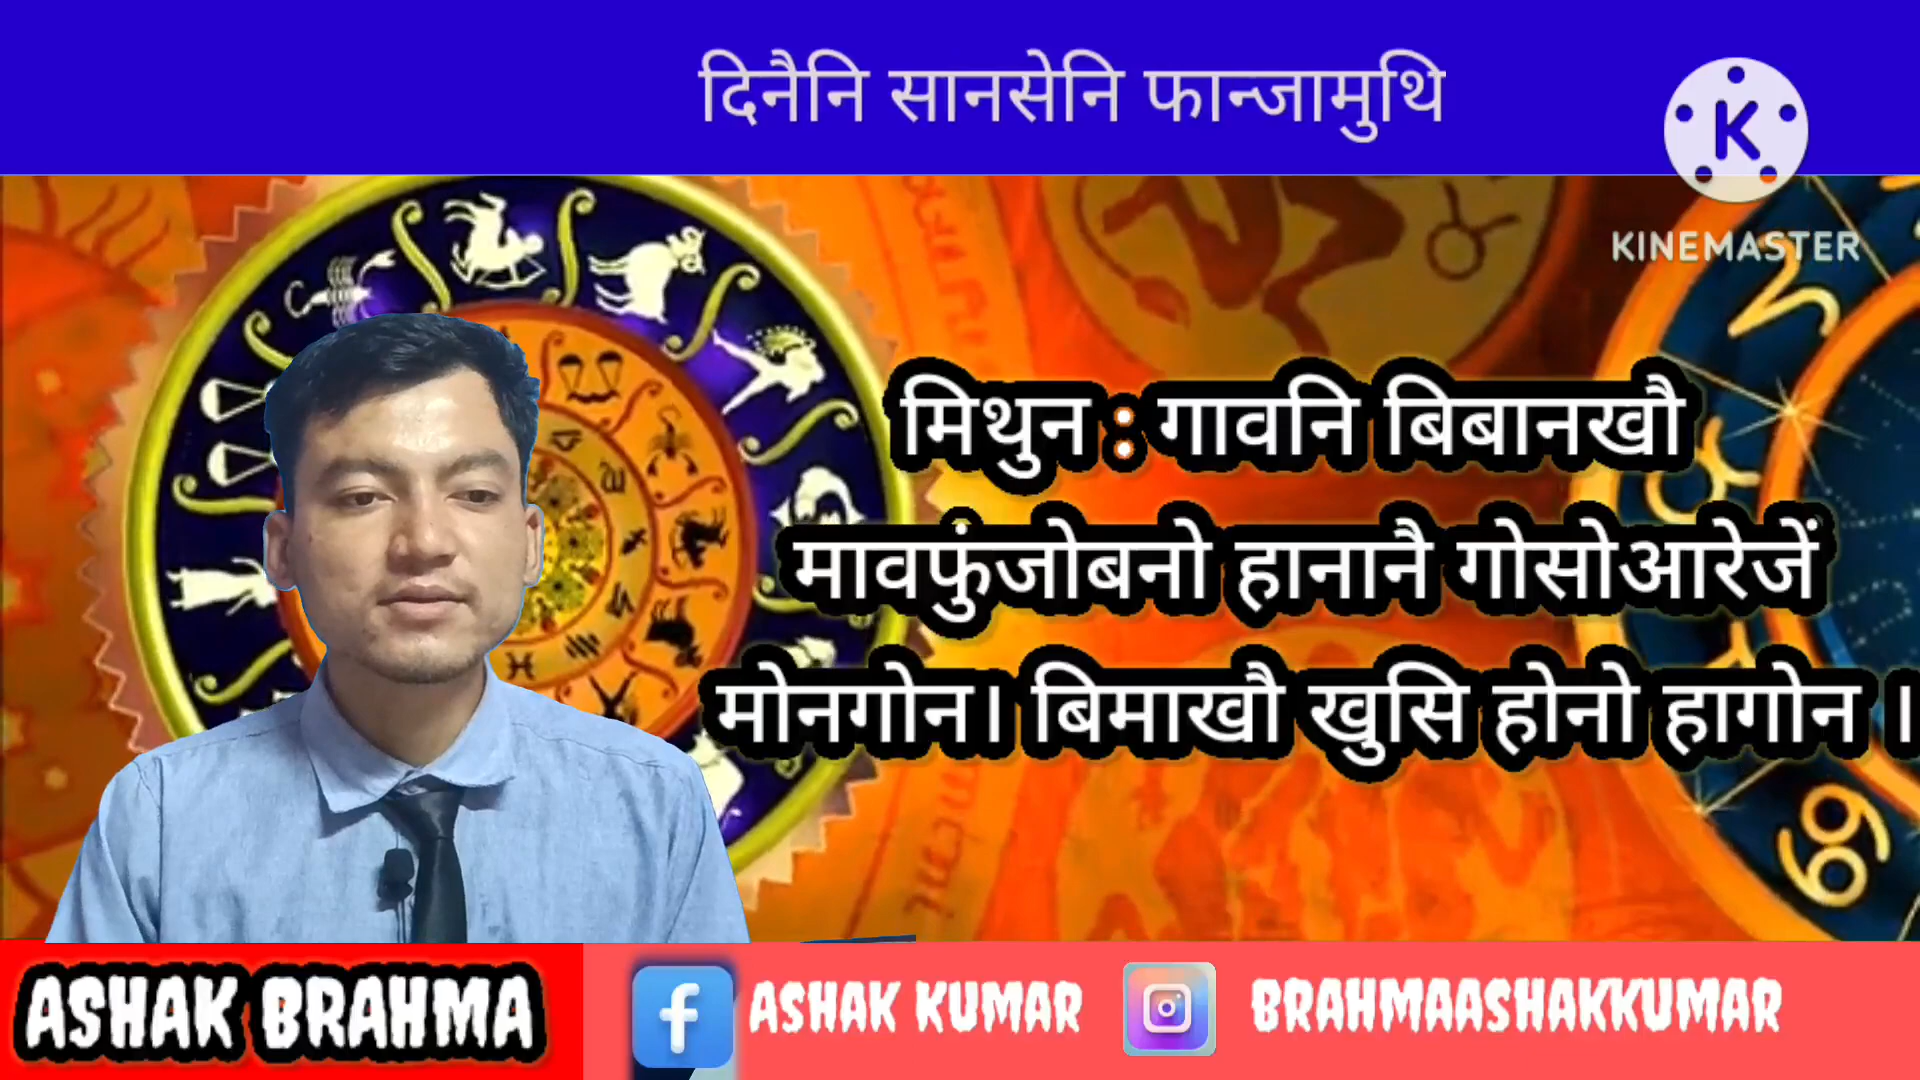 दिनैनि सानसेनि फान्जामुथि
K
KINEMASTER
मिथुन : गावनि बिबानखौ
मावफुंजोबनो हानानै गोसोआरेजें
मोनगोन। बिमाखौ खुसि होनो हागोन ।
ASHAK BRAHMA
ASHAK KUMAR
BRAHMAASHAKKUMAR